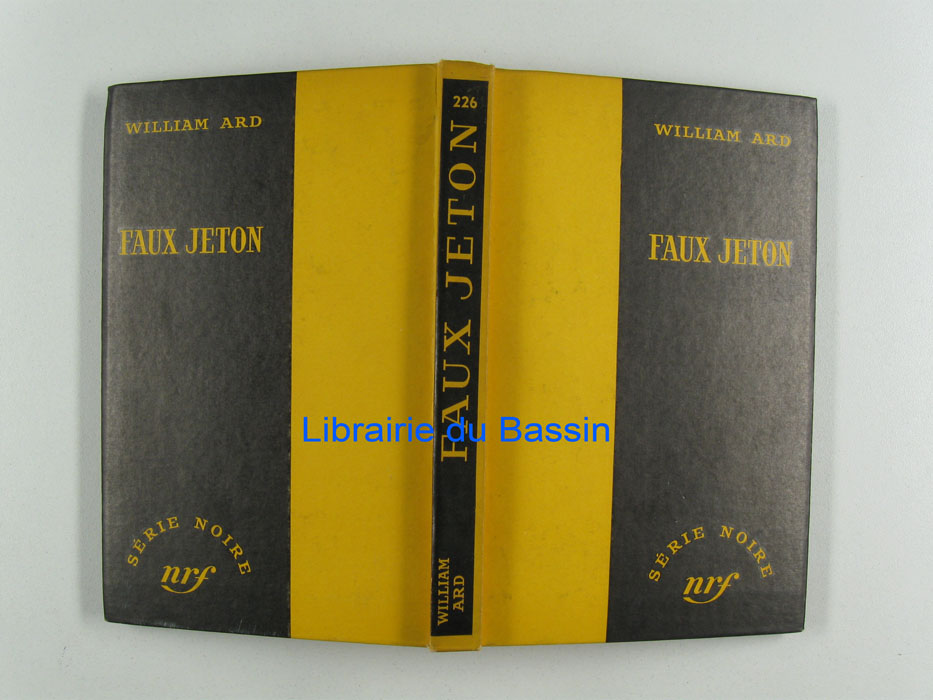 WILLIAM ARD
FAUX JETON
SÉRIE NOIRE
nrf
226
FAUX JETON
WILLIAM
ARD
WILLIAM ARD
FAUX JETON
SÉRIE NOIRE
nrf
Librairie du Bassin